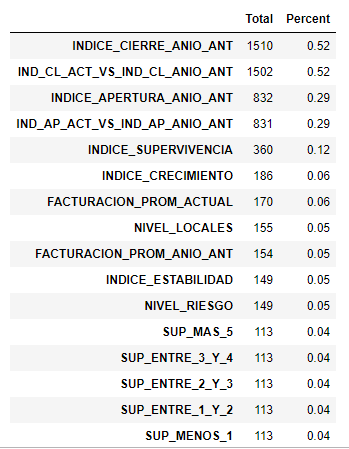 Total Percent
INDICE_CIERRE_ANIO_ANT 1510 0.52
IND_CL_ACT_VS_IND_CL_ANIO_ANT 1502 0.52
INDICE_APERTURA_ANIO_ANT 832 0.29
IND_AP_ACT_VS_IND_AP_ANIO_ANT 831 0.29
INDICE_SUPERVIVENCIA 360 0.12
INDICE_CRECIMIENTO 186 0.06
FACTURACION_PROM_ACTUAL 170 0.06
NIVEL_LOCALES 155 0.05
FACTURACION_PROM_ANIO_ANT 154 0.05
INDICE_ESTABILIDAD 149 0.05
NIVEL_RIESGO 149 0.05
SUP_MAS_5 113 0.04
SUP_ENTRE_3_Y_4 113 0.04
SUP_ENTRE_2_Y_3 113 0.04
SUP_ENTRE_1_Y_2 113 0.04
SUP_MENOS_1 113 0.04